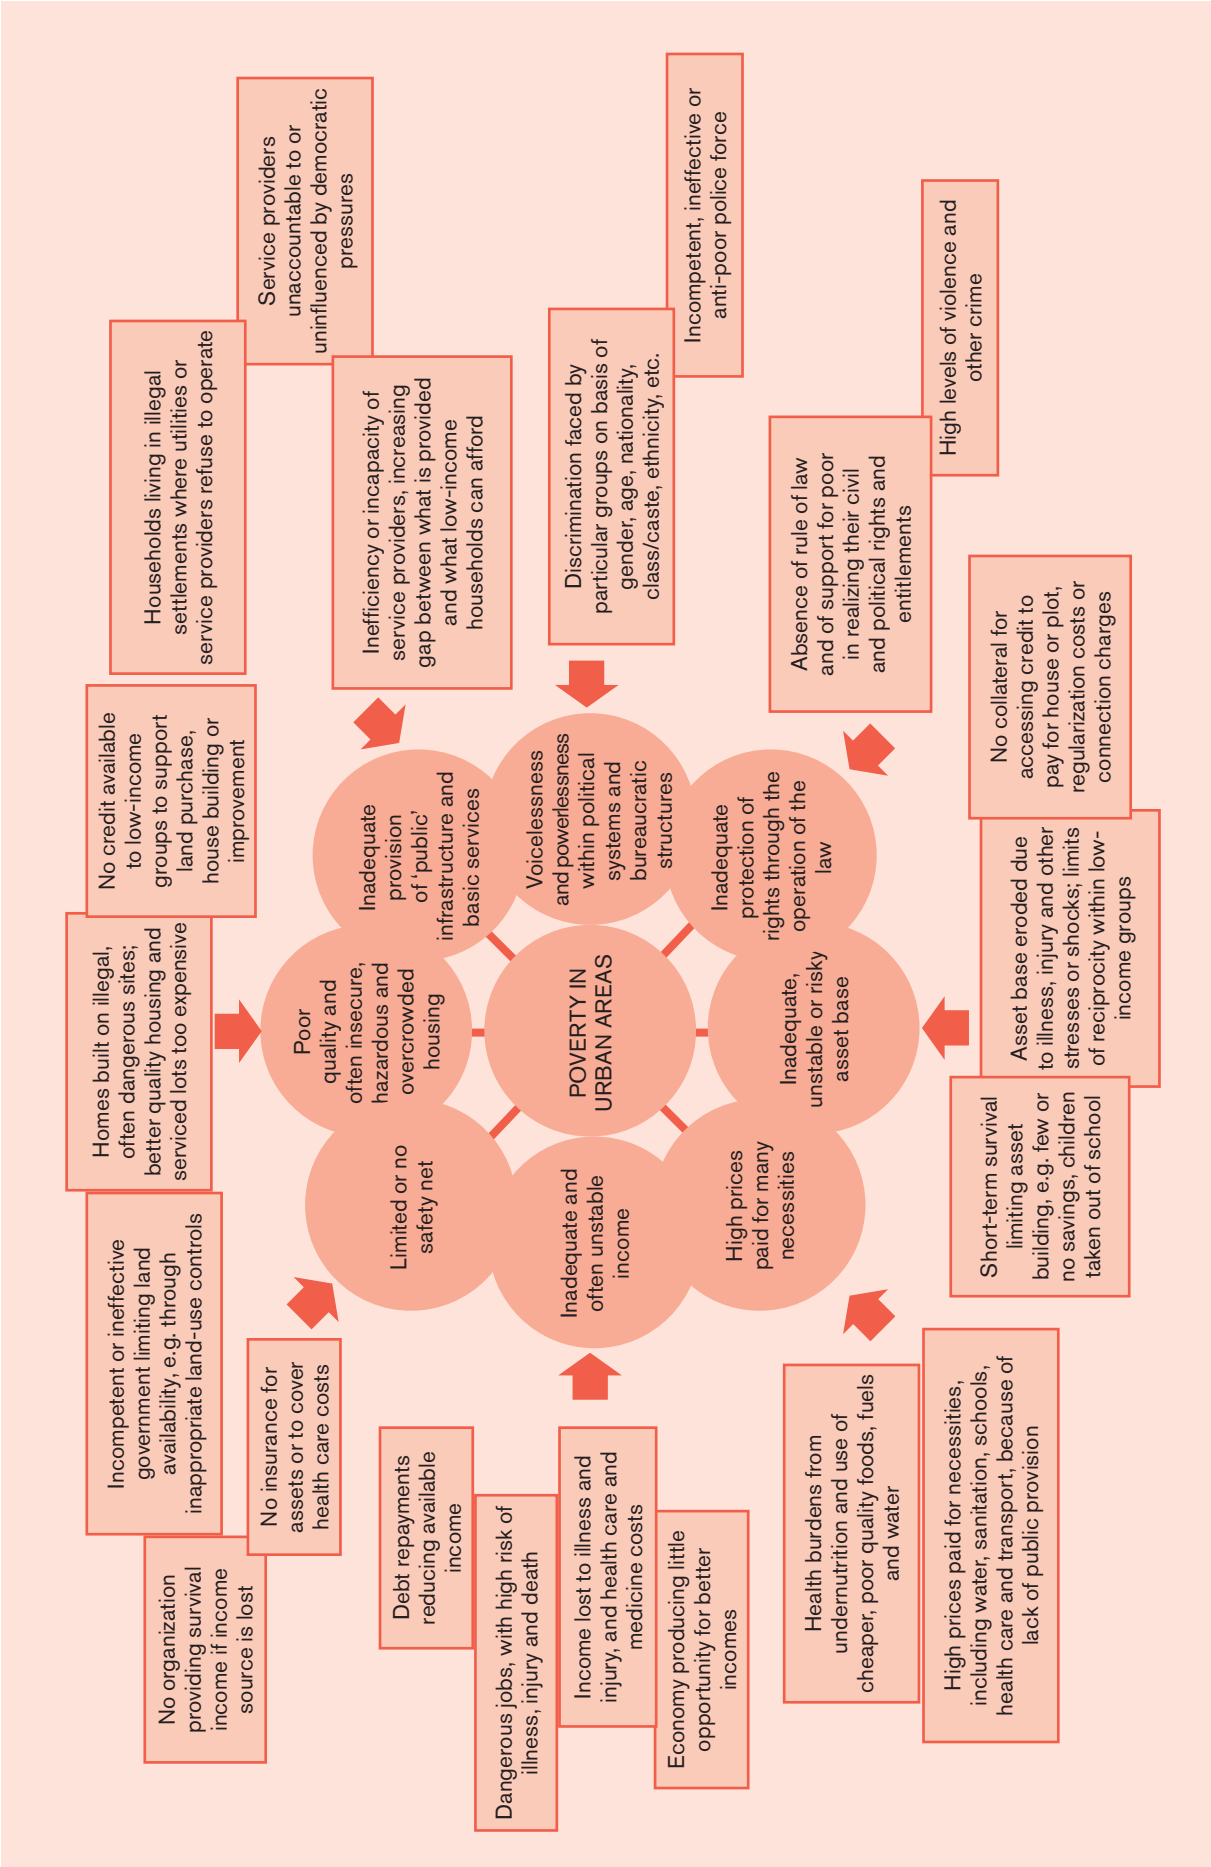 No organization
providing survival
income if income
source is lost
No insurance for
assets or to cover
health care costs
Incompetent or ineffective
government limiting land
availability, e.g. through
inappropriate land-use controls
Homes built on illegal,
often dangerous sites;
better quality housing and
serviced lots too expensive
No credit available
to low-income
groups to support
land purchase,
house building or
improvement
Households living in illegal
settlements where utilities or
service providers refuse to operate
Service providers
unaccountable to or
uninfluenced by democratic
pressures
Inefficiency or incapacity of
service providers, increasing
gap between what is provided
and what low-income
households can afford
Debt repayments
reducing available
income
Dangerous jobs, with high risk of
illness, injury and death
Income lost to illness and
injury, and health care and
medicine costs
Economy producing little
opportunity for better
incomes
Limited or no
safety net
Poor
quality and
often insecure,
hazardous and
overcrowded
housing
Inadequate
provision
of ‘public’
infrastructure and
basic services
Inadequate and
often unstable
income
POVERTY IN
URBAN AREAS
Voicelessness
and powerlessness
within political
systems and
bureaucratic
structures
High prices
paid for many
necessities
Inadequate,
unstable or risky
asset base
Inadequate
protection of
rights through the
operation of the
law
Discrimination faced by
particular groups on basis of
gender, age, nationality,
class/caste, ethnicity, etc.
Incompetent, ineffective or
anti-poor police force
Absence of rule of law
and of support for poor
in realizing their civil
and political rights and
entitlements
High levels of violence and
other crime
Health burdens from
undernutrition and use of
cheaper, poor quality foods, fuels
and water
High prices paid for necessities,
including water, sanitation, schools,
health care and transport, because of
lack of public provision
Short-term survival
limiting asset
building, e.g. few or
no savings, children
taken out of school
Asset base eroded due
to illness, injury and other
stresses or shocks; limits
of reciprocity within low-
income groups
No collateral for
accessing credit to
pay for house or plot,
regularization costs or
connection charges